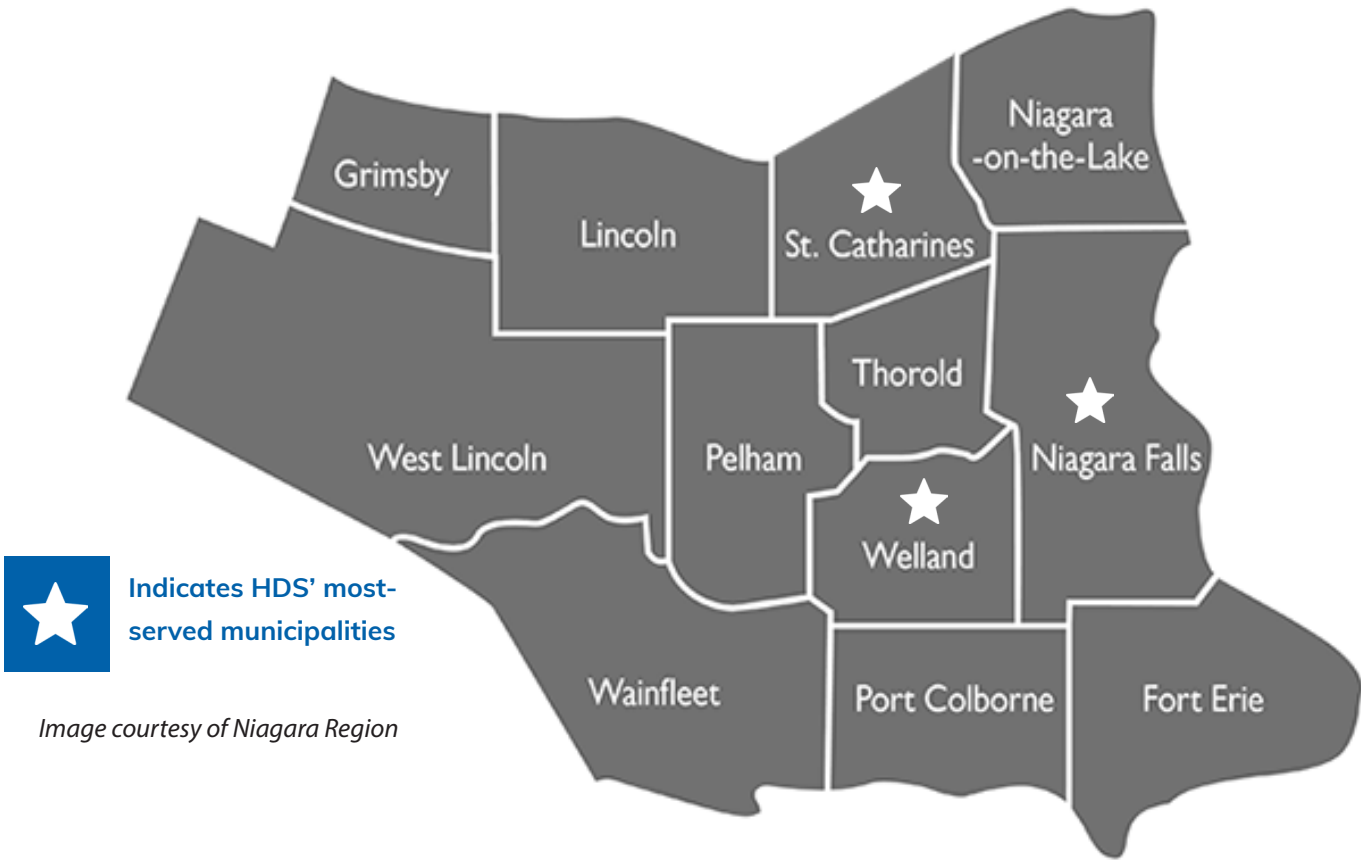 Niagara
-on-the-Lake
Grimsby
Lincoln
St. Catharines
Thorold
West Lincoln
Pelham
Niagara Falls
Welland
Indicates HDS’ most-
served municipalities
Wainfleet
Port Colborne
Fort Erie
Image courtesy of Niagara Region